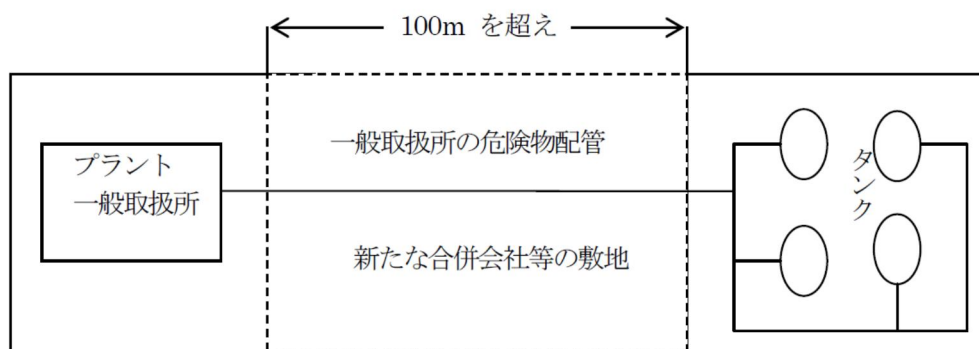 100m を超え
一般取扱所の危険物配管
プラント
一般取扱所
タンク
新たな合併会社等の敷地